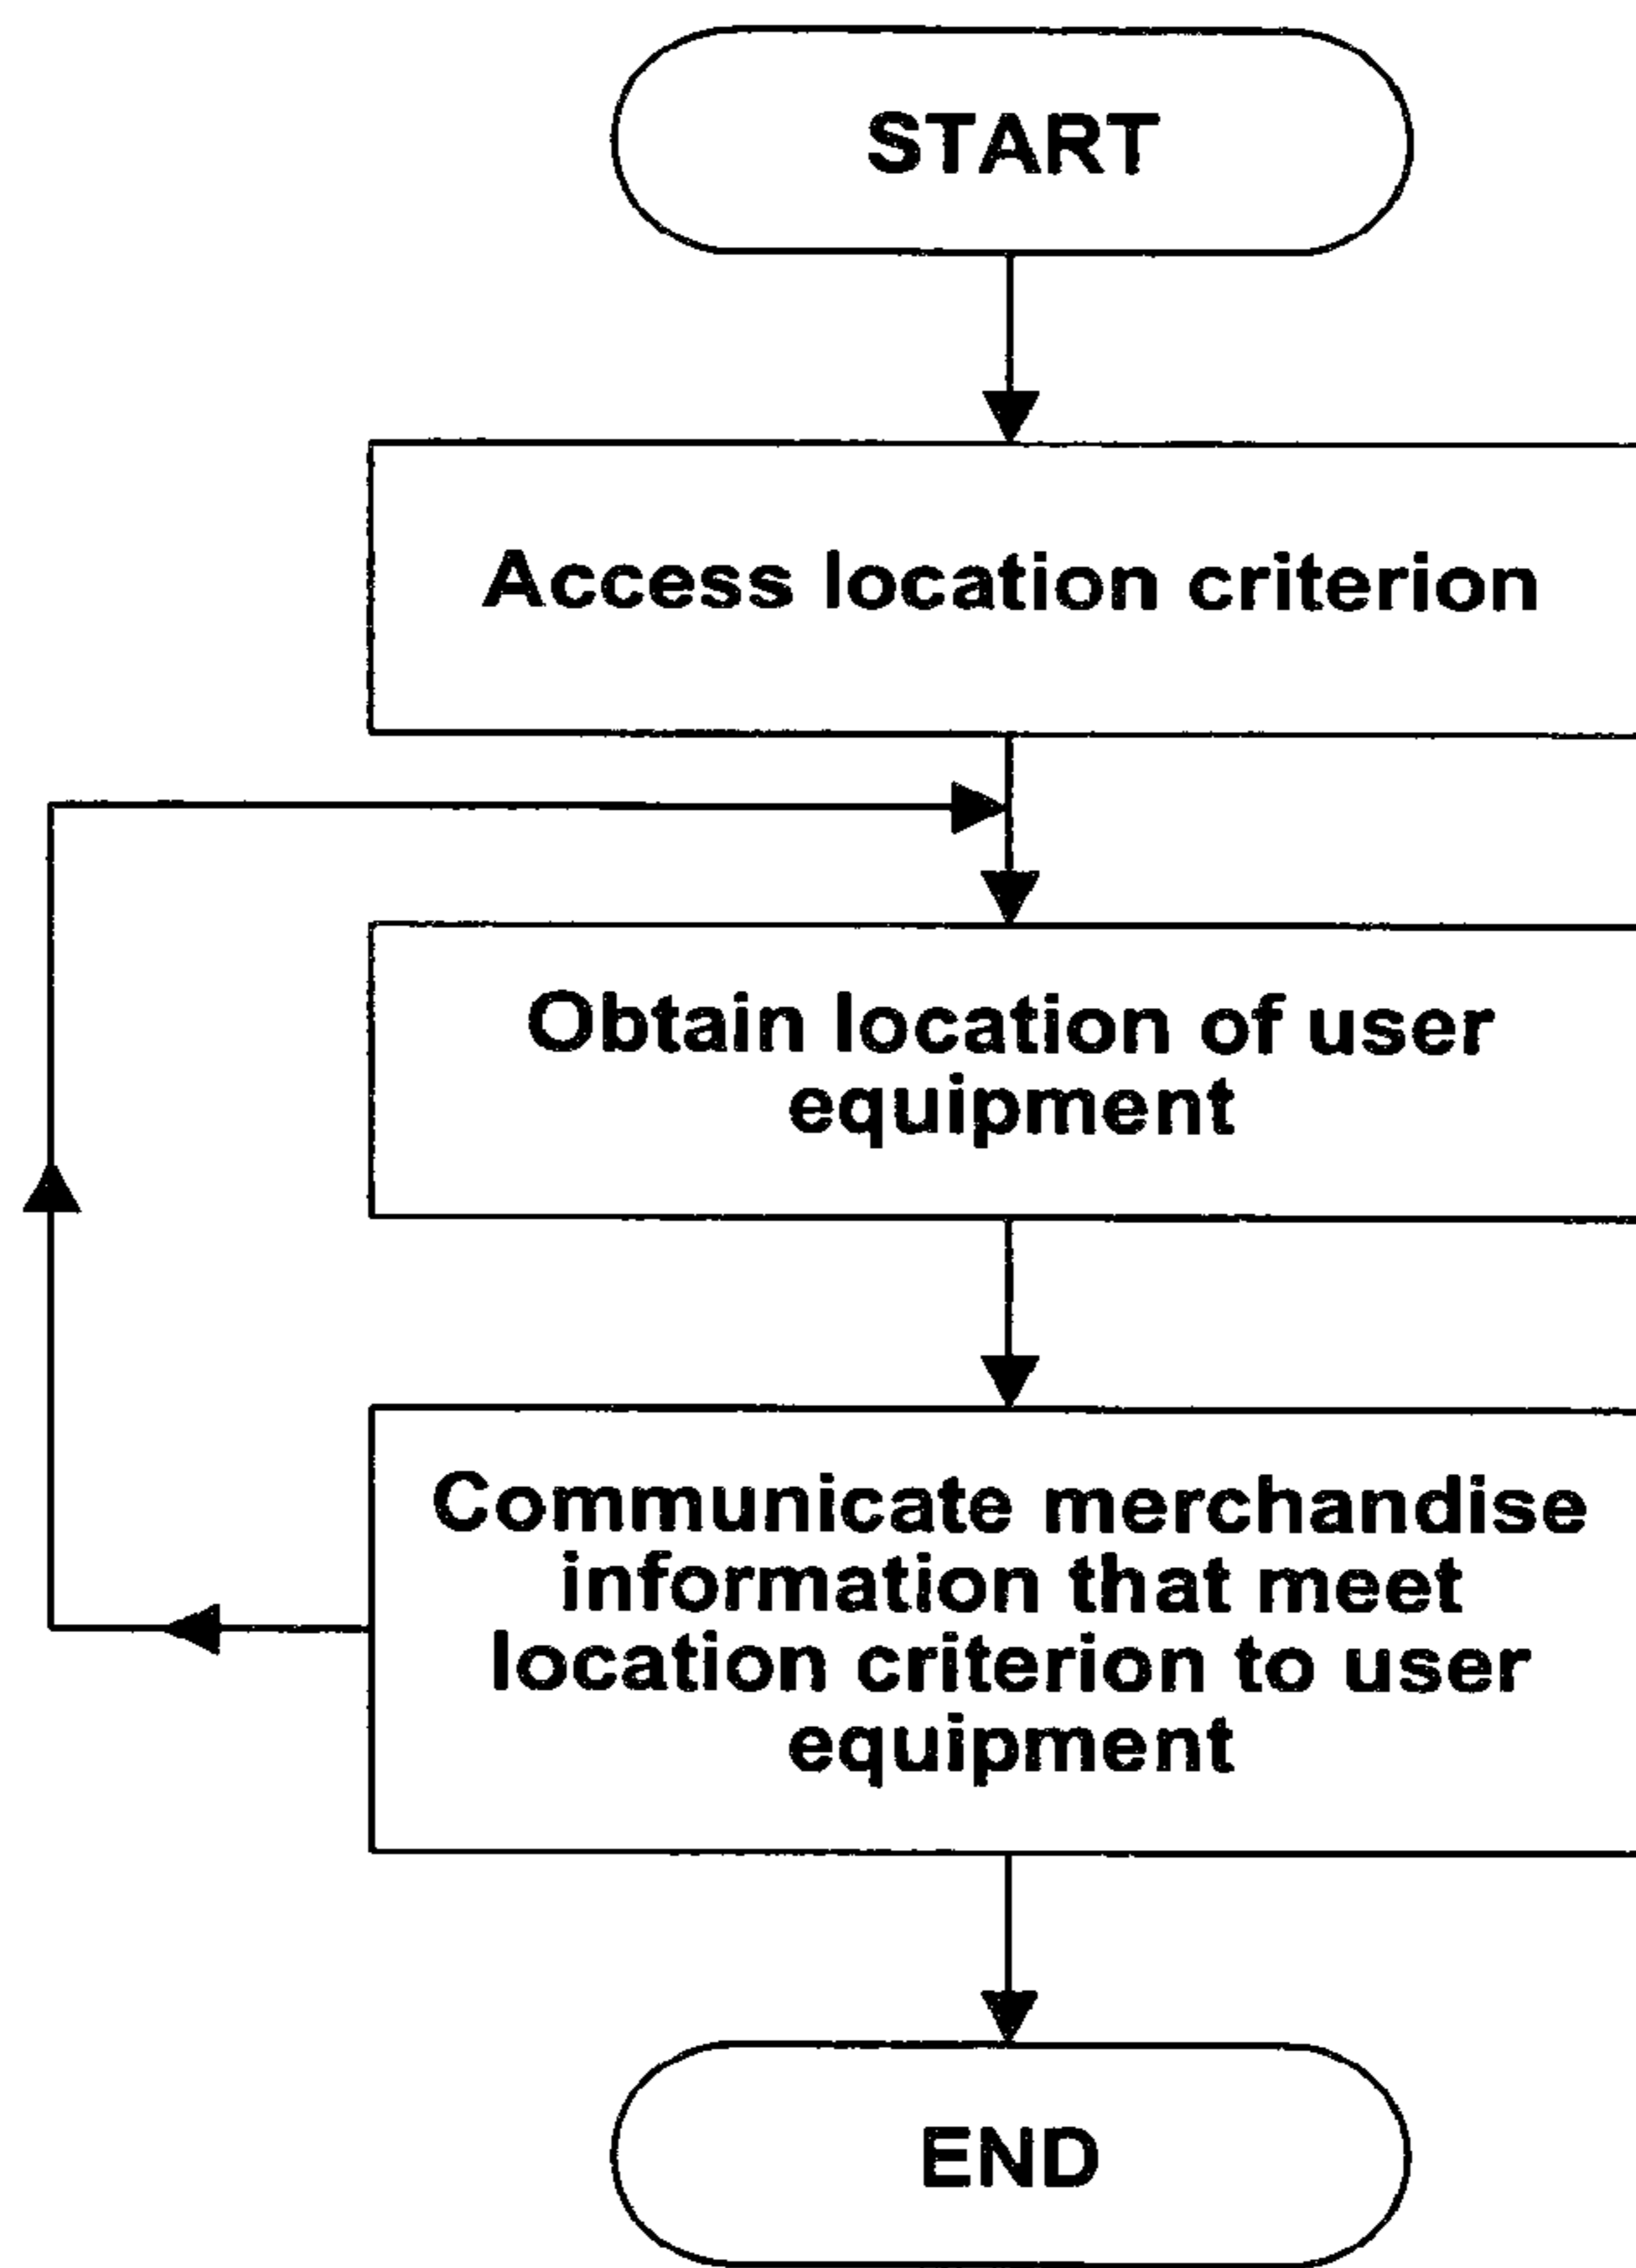 START
Access location criterion
Obtain location of user
equipment
Communicate merchandise
information that meet
location criterion to user
equipment
END